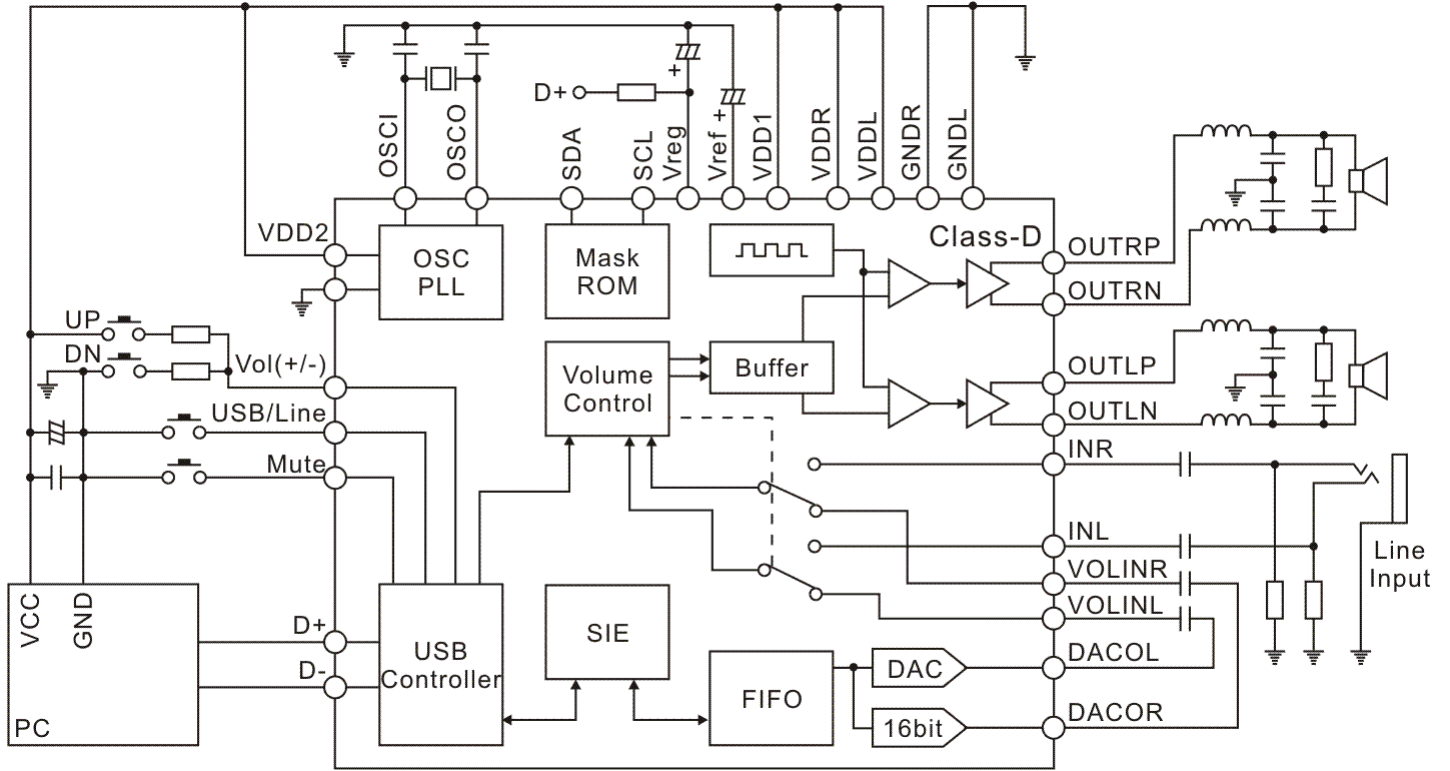 D+
+
OSCI
OSCO
SDA
SCL
Vreg
Vref +
VDD1
VDDR
VDDL
GNDR
GNDL
VDD2
OSC
PLL
Mask
ROM
Class-D
OUTRP
OUTRN
UP
DN
Vol(+/-)
USB/Line
Mute
Volume
Control
Buffer
OUTLP
OUTLN
INR
INL
VOLINR
VOLINL
DACOL
DACOR
Line
Input
VCC
GND
PC
D+
D-
USB
Controller
SIE
FIFO
DAC
16bit